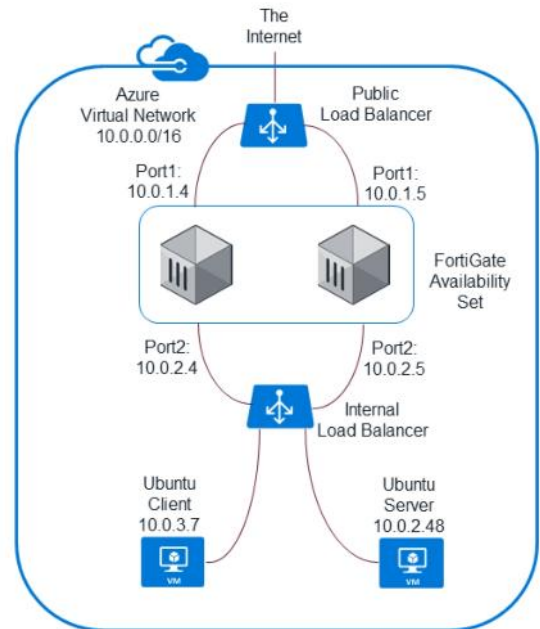 The
Internet
Azure
Virtual Network
10.0.0.0/16
Public
Load Balancer
Port1:
10.0.1.4
Port1:
10.0.1.5
FortiGate
Availability
Set
Port2:
10.0.2.4
Port2:
10.0.2.5
Internal
Load Balancer
Ubuntu
Client
10.0.3.7
Ubuntu
Server
10.0.2.48
VM
VM